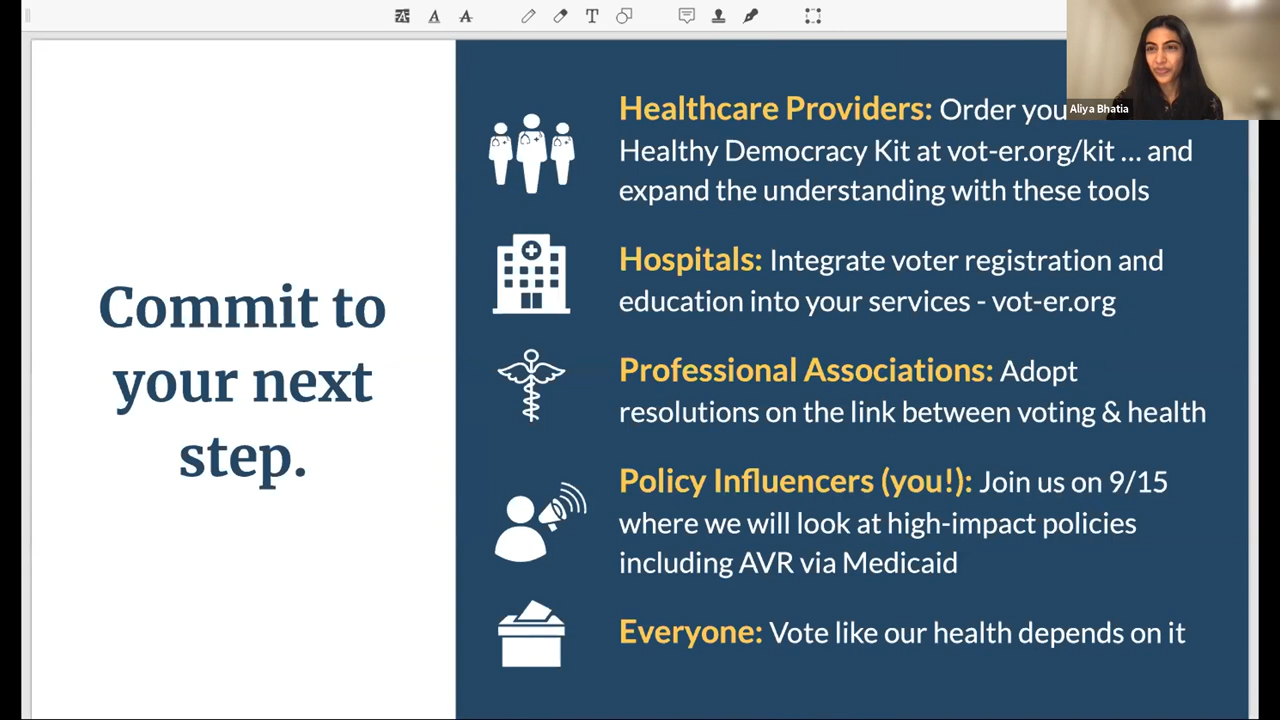 Commit to
your next
step.
Healthcare Providers: Order you
Healthy Democracy Kit at vot-er.org/kit ... and
expand the understanding with these tools
Hospitals: Integrate voter registration and
education into your services - vot-er.org
Professional Associations: Adopt
resolutions on the link between voting & health
Policy Influencers (you!): Join us on 9/15
where we will look at high-impact policies
including AVR via Medicaid
Everyone: Vote like our health depends on it
Aliya Bhatia